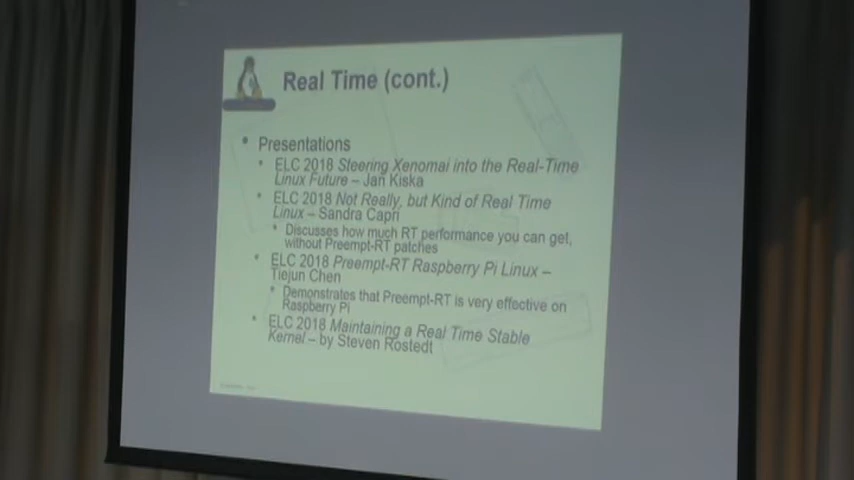 Real Time (cont.)
• Presentations
• ELC 2018 Steering Xenomai into the Real-Time
Linux Future – Jan Kiska
• ELC 2018 Not Really, but Kind of Real Time
Linux – Sandra Capri
• Discusses how much RT performance you can get,
without Preempt-RT patches
• ELC 2018 Preempt-RT Raspberry Pi Linux –
Tiejun Chen
• Demonstrates that Preempt-RT is very effective on
Raspberry Pi
• ELC 2018 Maintaining a Real Time Stable
Kernel – by Steven Rostedt